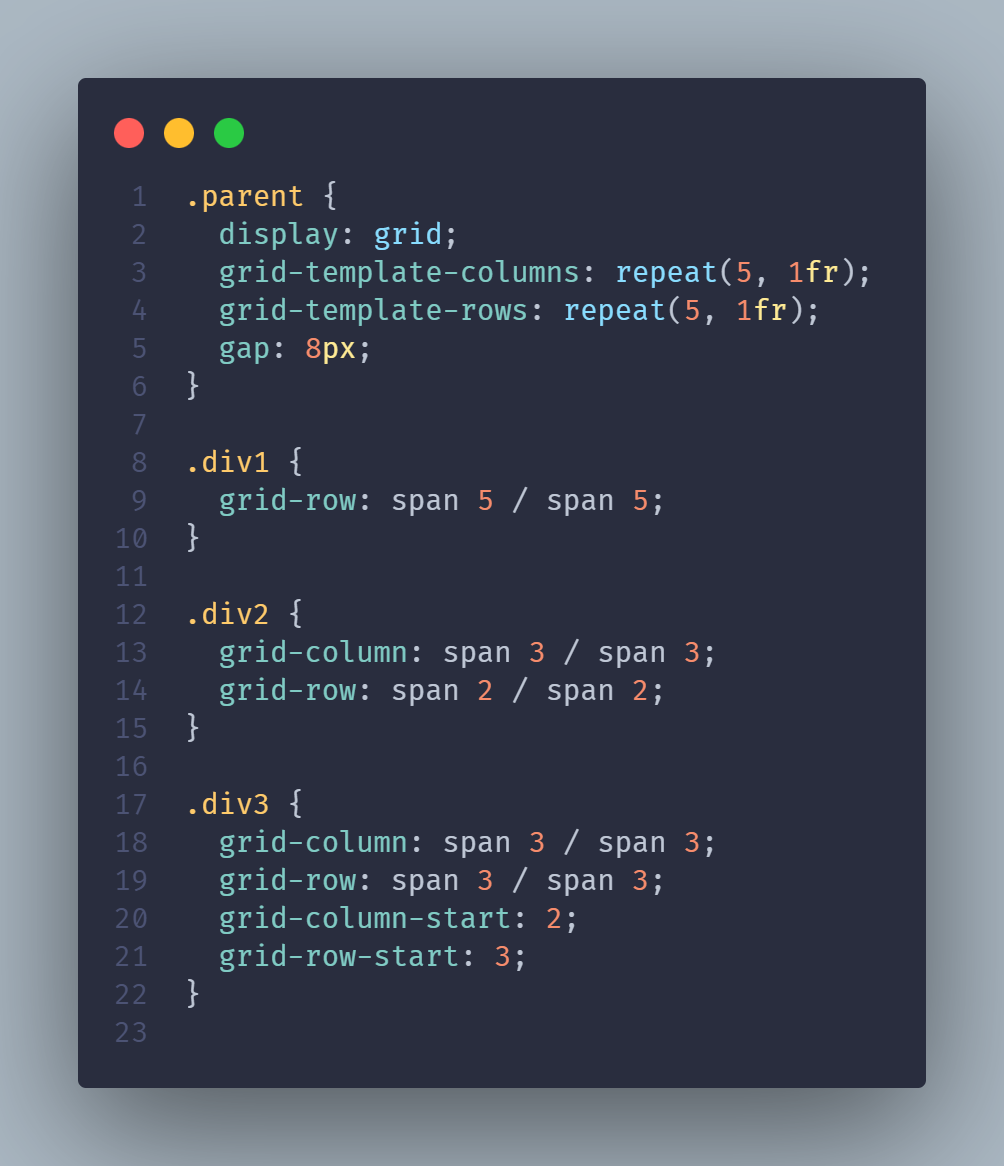 1 .parent {
2   display: grid;
3   grid-template-columns: repeat(5, 1fr);
4   grid-template-rows: repeat(5, 1fr);
5   gap: 8px;
6 }
7
8 .div1 {
9   grid-row: span 5 / span 5;
10 }
11
12 .div2 {
13   grid-column: span 3 / span 3;
14   grid-row: span 2 / span 2;
15 }
16
17 .div3 {
18   grid-column: span 3 / span 3;
19   grid-row: span 3 / span 3;
20   grid-column-start: 2;
21   grid-row-start: 3;
22 }
23